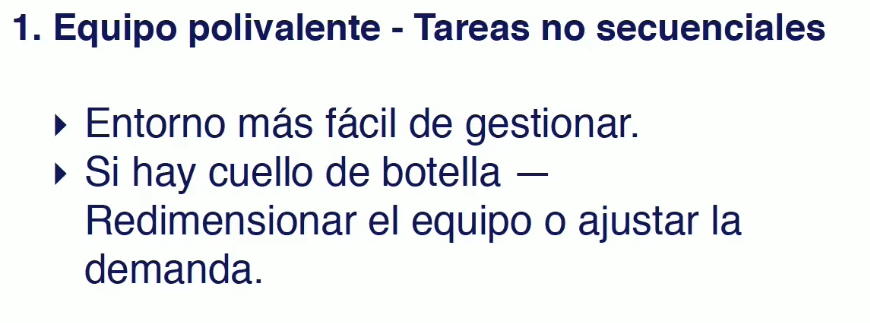 1. Equipo polivalente - Tareas no secuenciales
‣ Entorno más fácil de gestionar.
‣ Si hay cuello de botella —
Redimensionar el equipo o ajustar la
demanda.